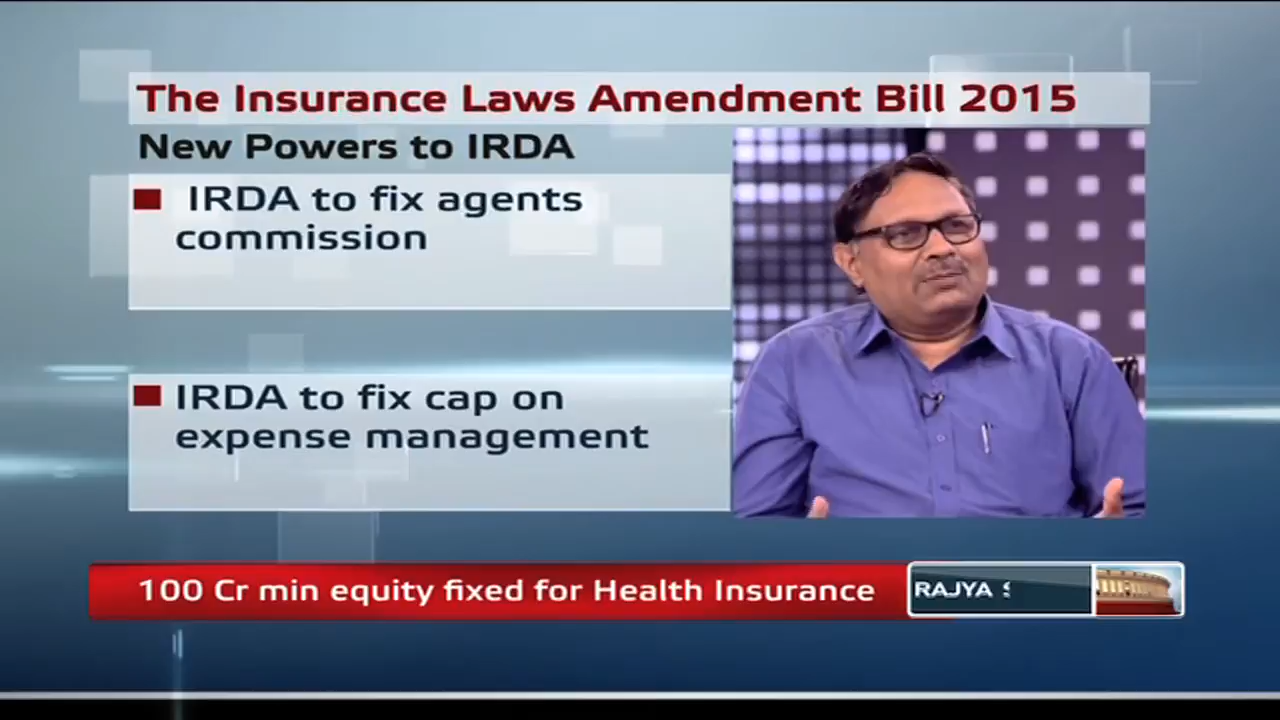 The Insurance Laws Amendment Bill 2015
New Powers to IRDA
IRDA to fix agents
commission
IRDA to fix cap on
expense management
100 Cr min equity fixed for Health Insurance
RAJYA